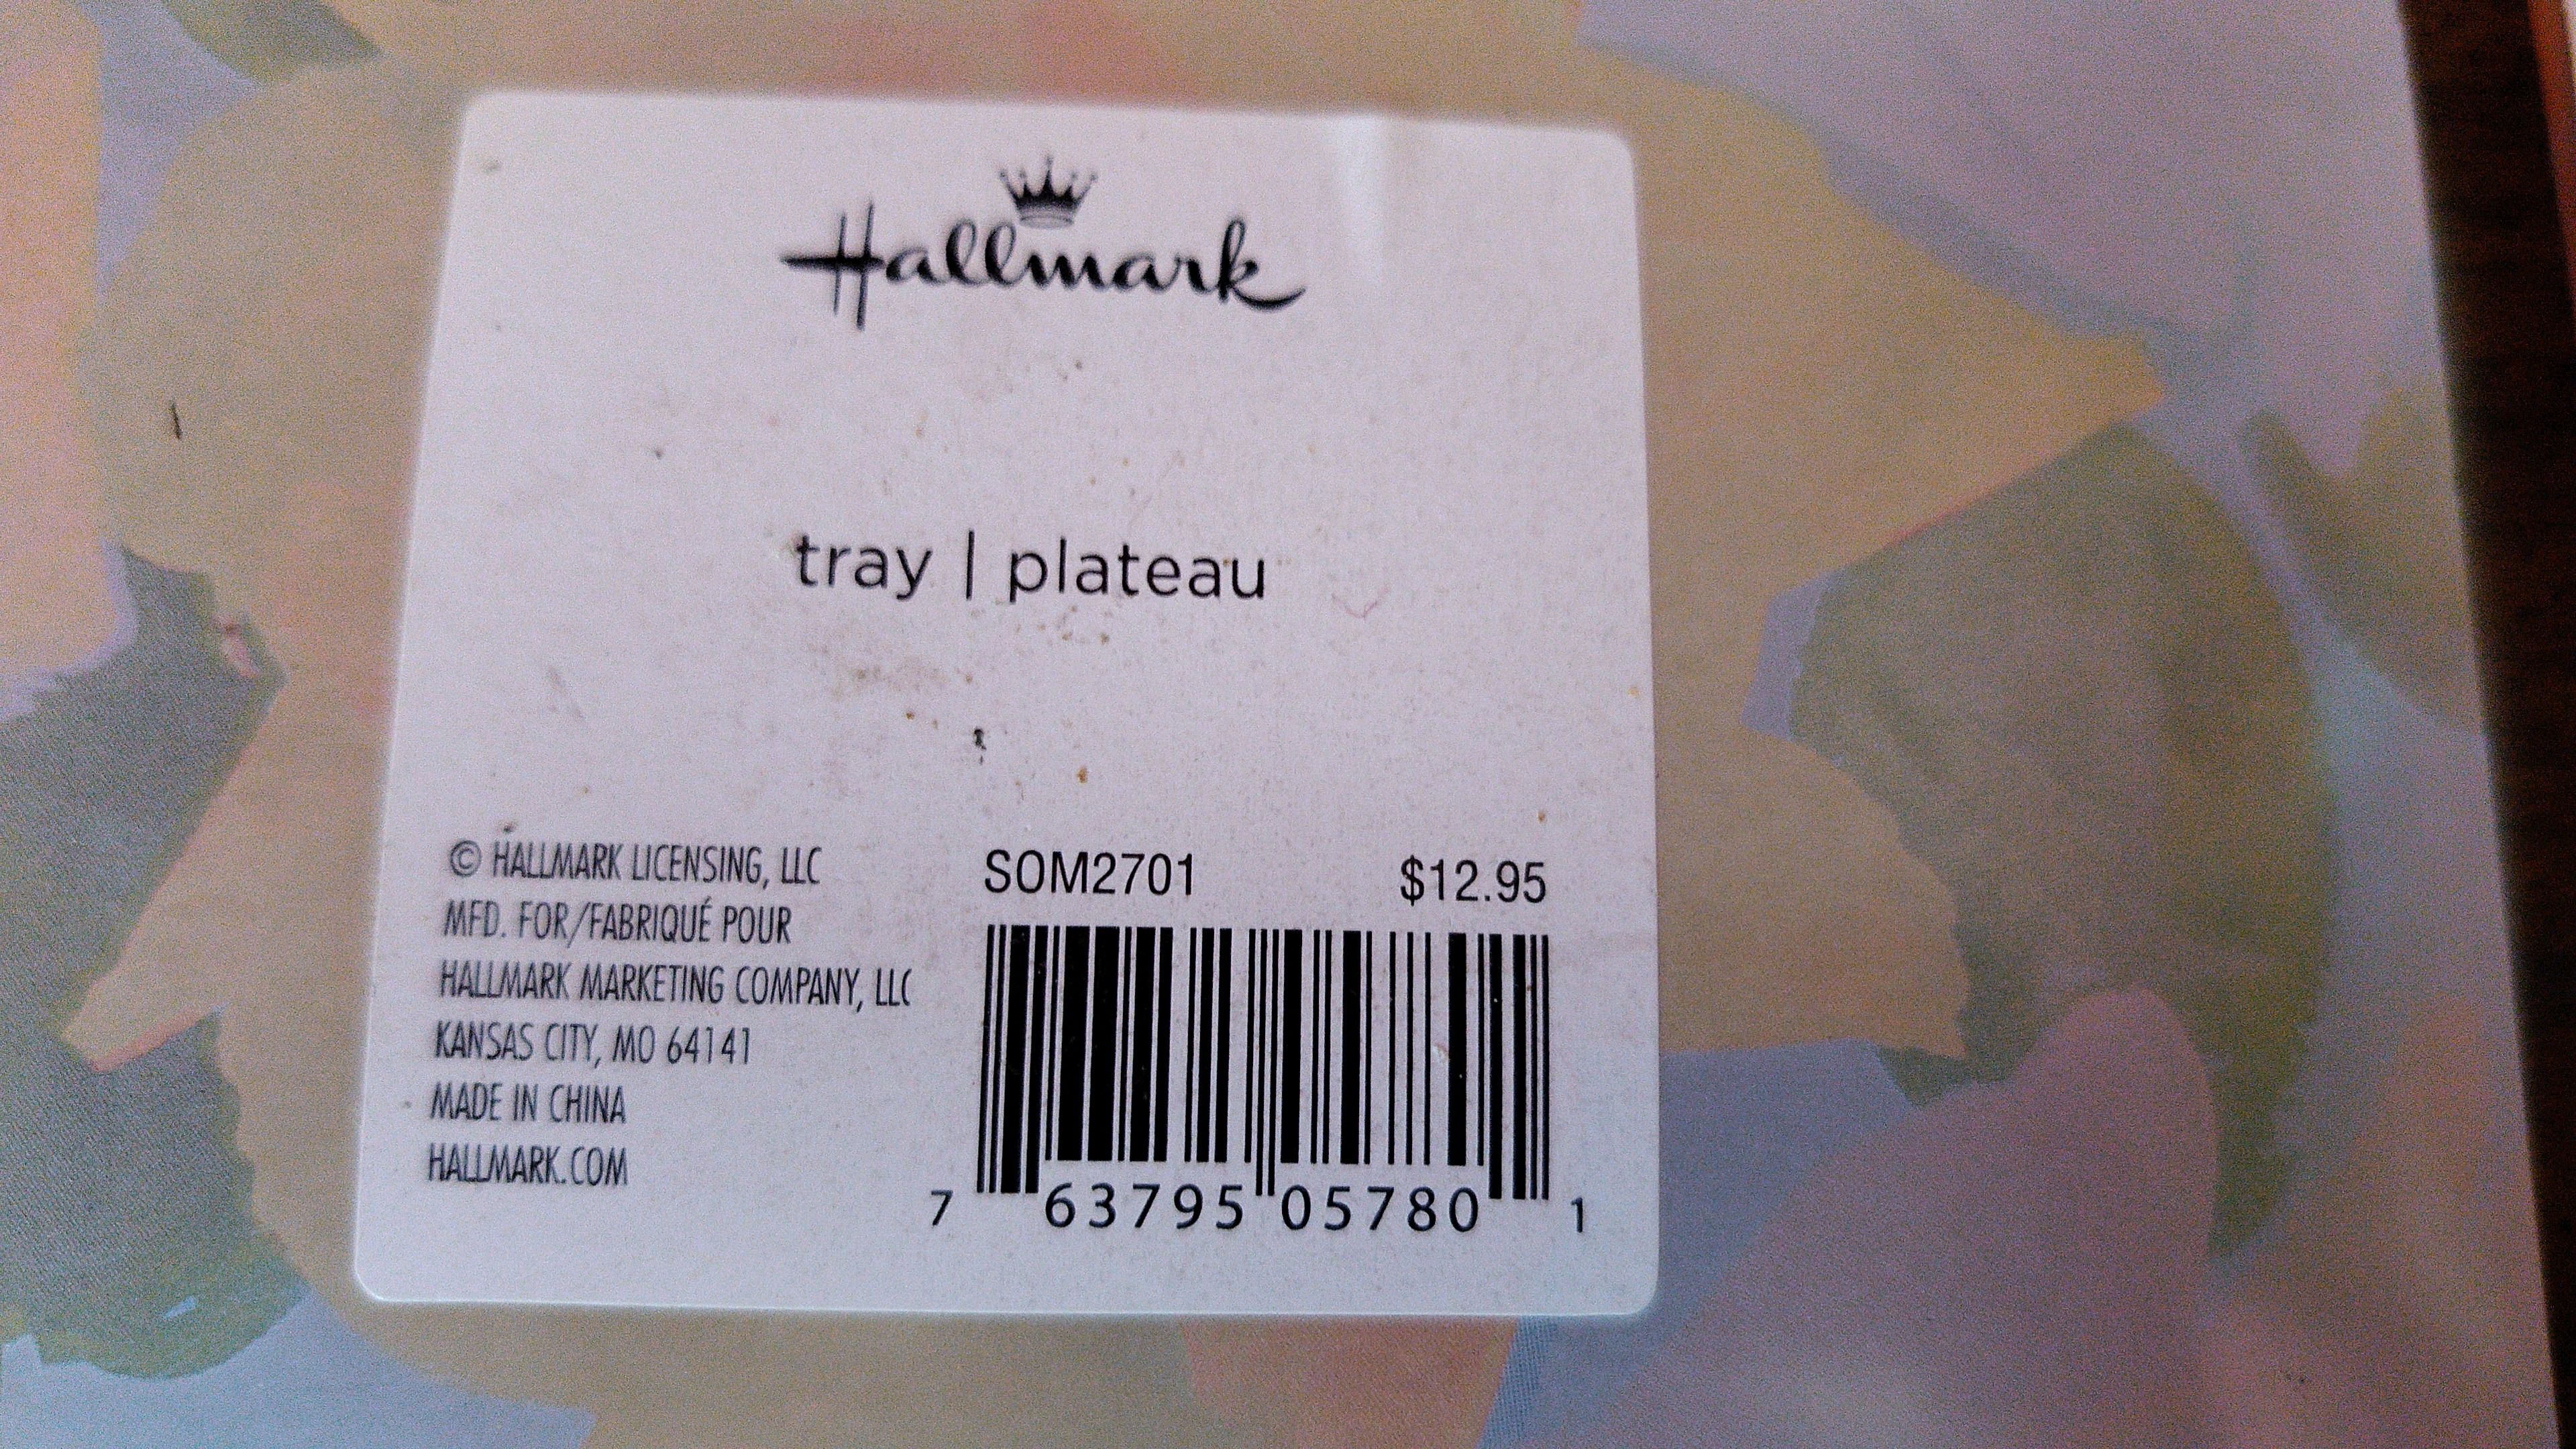 Hallmark
tray | plateau
© HALLMARK LICENSING, LLC
MFD. FOR/FABRIQUÉ POUR
HALLMARK MARKETING COMPANY, LLC
KANSAS CITY, MO 64141
MADE IN CHINA
HALLMARK.COM
SOM2701 $12.95
7 63795 05780 1